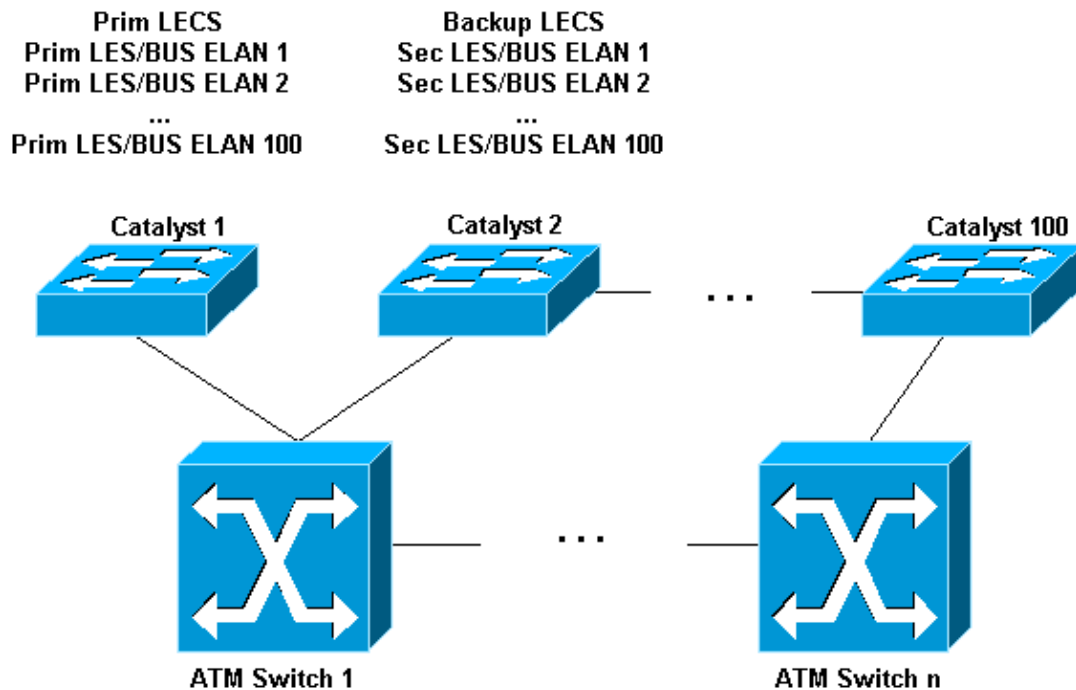 Prim LECS
Prim LES/BUS ELAN 1
Prim LES/BUS ELAN 2
...
Prim LES/BUS ELAN 100
Backup LECS
Sec LES/BUS ELAN 1
Sec LES/BUS ELAN 2
...
Sec LES/BUS ELAN 100
Catalyst 1
Catalyst 2
...
Catalyst 100
...
ATM Switch 1
ATM Switch n